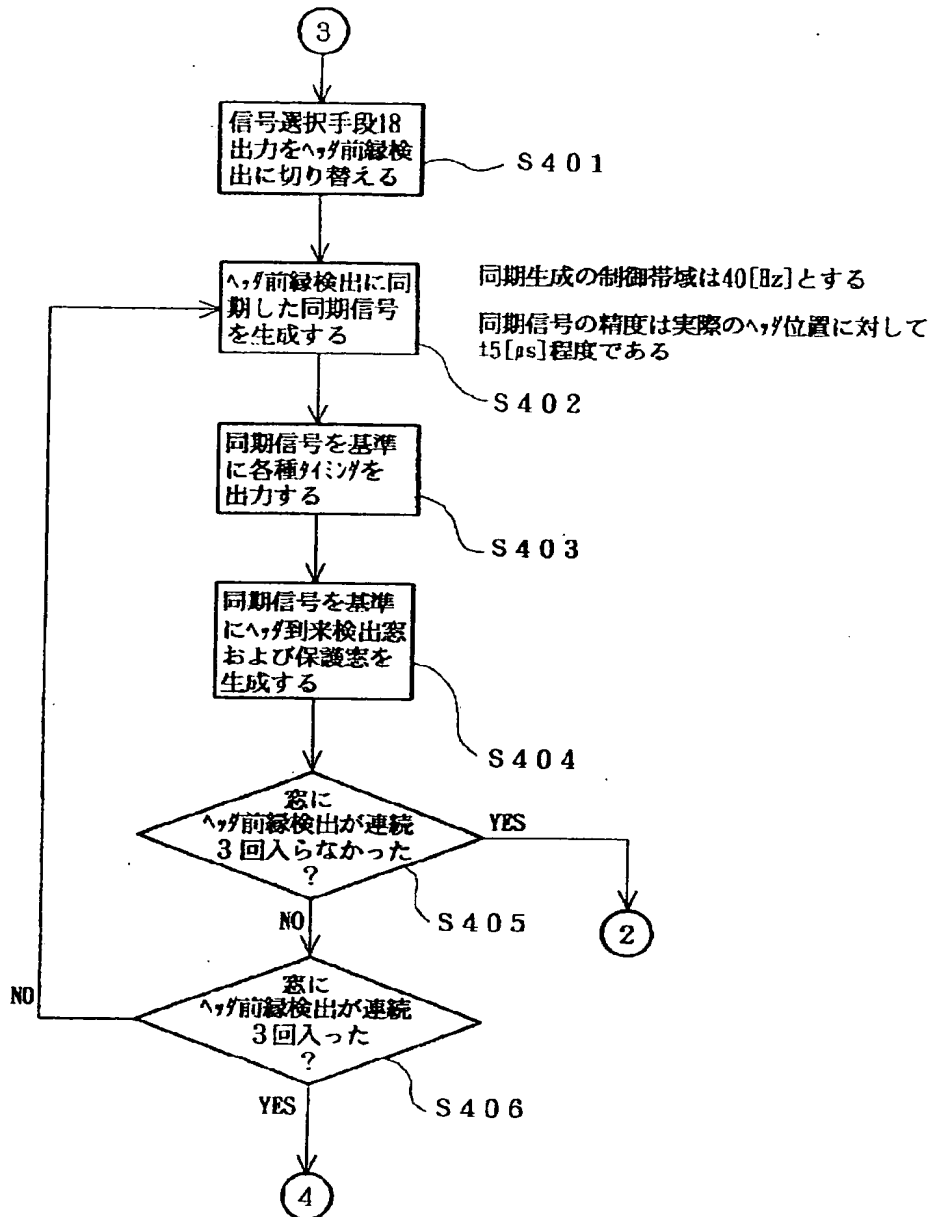 3
信号選択手段18
出力をﾍｯﾀﾞ前縁検
出に切り替える
S401
ﾍｯﾀﾞ前縁検出に同
期した同期信号
を生成する
同期生成の制御帯域は40[Hz]とする
同期信号の精度は実際のﾍｯﾀﾞ位置に対して
±5[μs]程度である
S402
同期信号を基準
に各種ﾀｲﾐﾝｸﾞを
出力する
S403
同期信号を基準
にﾍｯﾀﾞ到来検出窓
および保護窓を
生成する
S404
窓に
ﾍｯﾀﾞ前縁検出が連続
3回入らなかった
?
YES
S405
2
NO
窓に
ﾍｯﾀﾞ前縁検出が連続
3回入った
?
NO
S406
YES
4